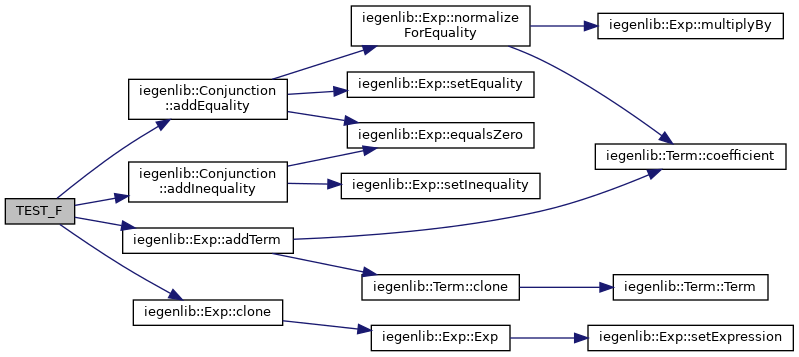 TEST_F
iegenlib::Conjunction
::addEquality
iegenlib::Conjunction
::addInequality
iegenlib::Exp::addTerm
iegenlib::Exp::clone
iegenlib::Exp::normalize
ForEquality
iegenlib::Exp::setEquality
iegenlib::Exp::equalsZero
iegenlib::Exp::setInequality
iegenlib::Term::clone
iegenlib::Exp::Exp
iegenlib::Exp::multiplyBy
iegenlib::Term::coefficient
iegenlib::Term::Term
iegenlib::Exp::setExpression